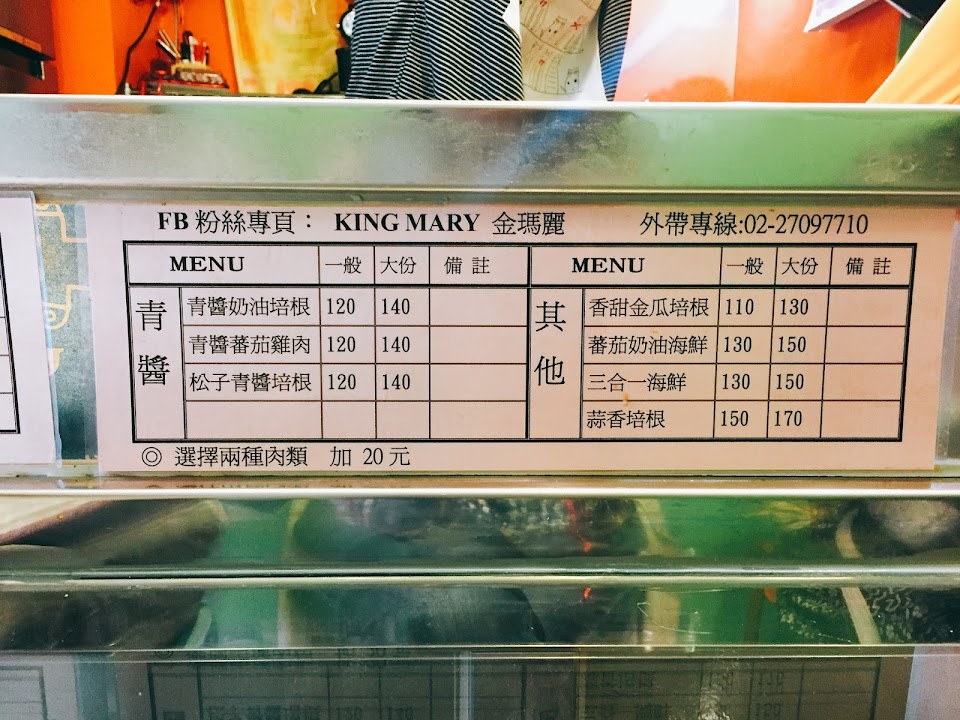 FB 粉絲專頁： KING MARY 金瑪麗 外帶專線:02-27097710
MENU 一般 大份 備註 MENU 一般 大份 備註
青醬 其他
青醬奶油培根 120 140 香甜金瓜培根 110 130
青醬蕃茄雞肉 120 140 蕃茄奶油海鮮 130 150
松子青醬培根 120 140 三合一海鮮 130 150
蒜香培根 150 170
◎ 選擇兩種肉類 加 20 元